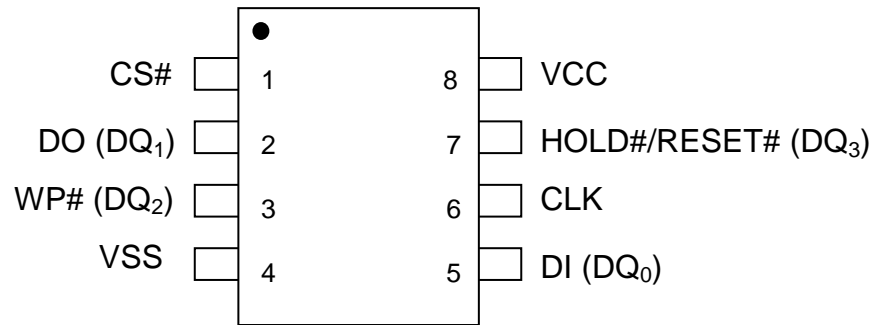 CS# 1 8 VCC
DO (DQ₁) 2 7 HOLD#/RESET# (DQ₃)
WP# (DQ₂) 3 6 CLK
VSS 4 5 DI (DQ₀)